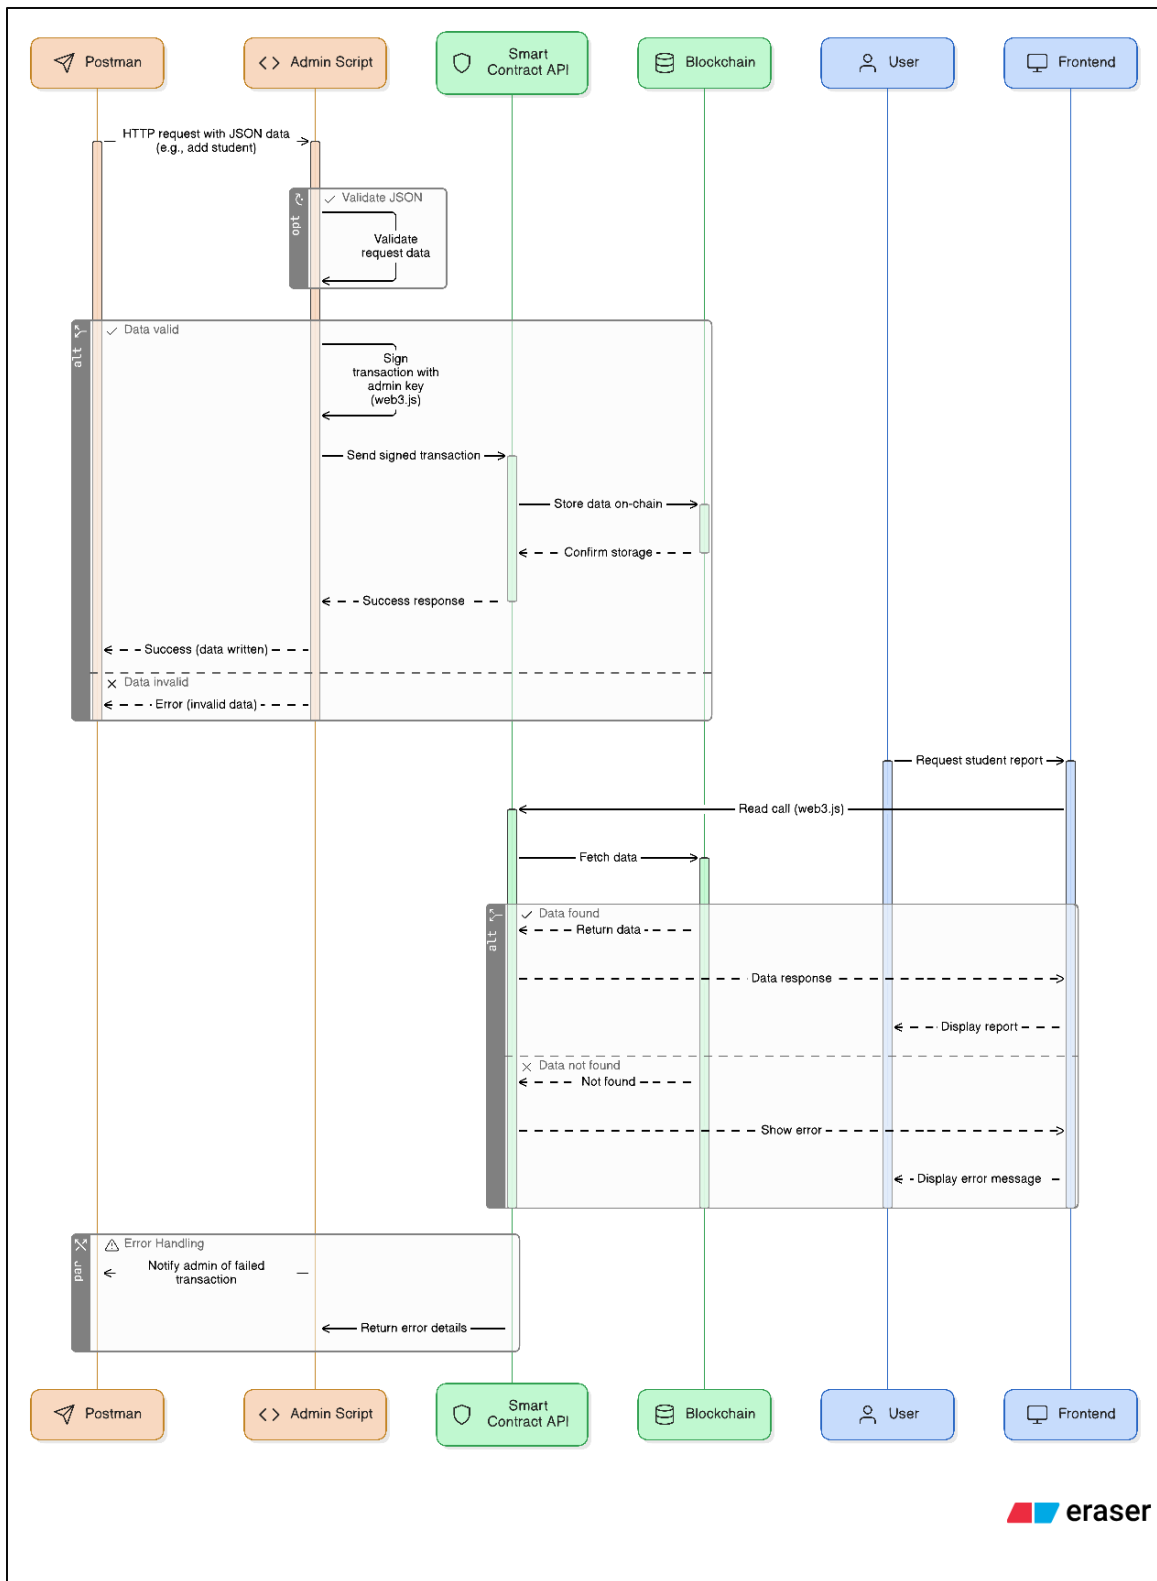 Postman
Admin Script
Smart
Contract API
Blockchain
User
Frontend
HTTP request with JSON data
(e.g., add student)
opt
Validate JSON
Validate
request data
alt
Data valid
Sign
transaction with
admin key
(web3.js)
Send signed transaction
Store data on-chain
Confirm storage
Success response
Success (data written)
Data invalid
Error (invalid data)
Request student report
Read call (web3.js)
Fetch data
alt
Data found
Return data
Data response
Display report
Data not found
Not found
Show error
Display error message
par
Error Handling
Notify admin of failed
transaction
Return error details
Postman
Admin Script
Smart
Contract API
Blockchain
User
Frontend
eraser